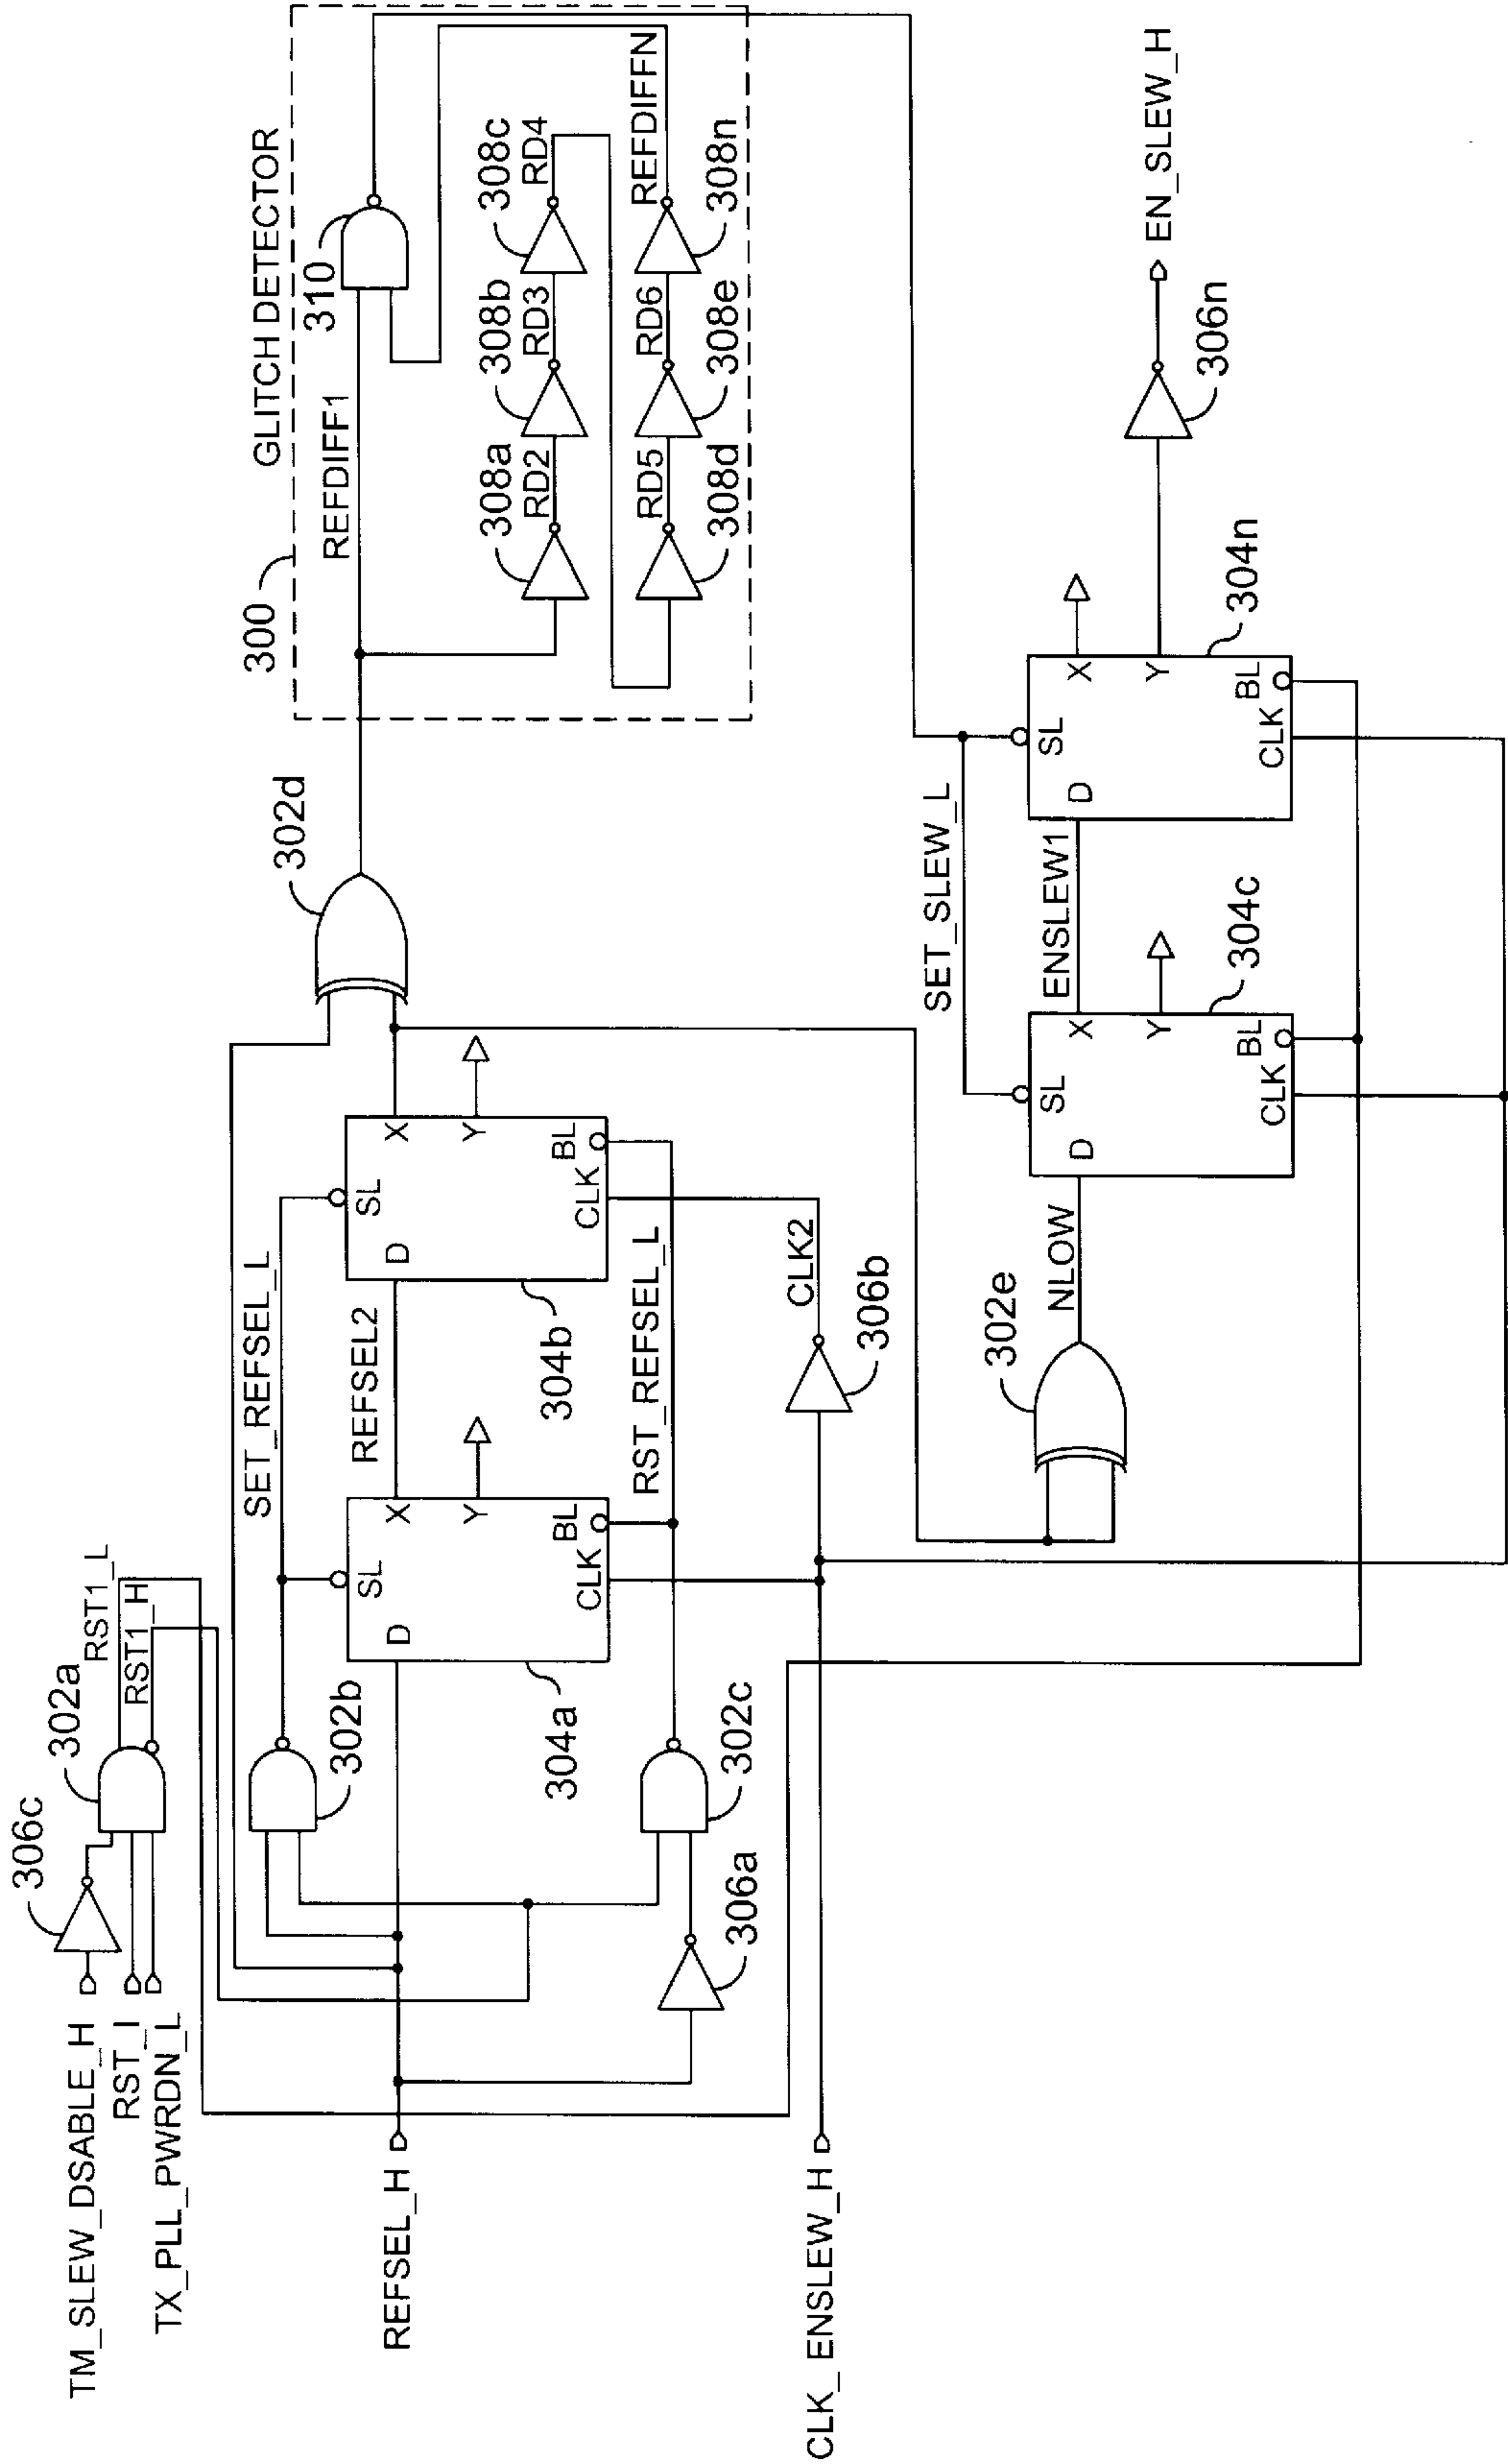 TM_SLEW_DSABLE_H
RST_I
TX_PLL_PWRDN_L
306c
302a
RST1_L
RST1_H
REFSEL_H
302b
302c
306a
SET_REFSEL_L
SL
D
X
Y
CLK
BL
304a
REFSEL2
RST_REFSEL_L
SL
D
X
Y
CLK
BL
304b
CLK2
306b
CLK_ENSLEW_H
302d
300
GLITCH DETECTOR
REFDIFF1
310
308a
RD2
308b
RD3
308c
RD4
308d
RD5
308e
RD6
308n
REFDIFFN
302e
NLOW
SET_SLEW_L
SL
D
X
Y
CLK
BL
304c
ENSLEW1
SL
D
X
Y
CLK
BL
304n
306n
EN_SLEW_H